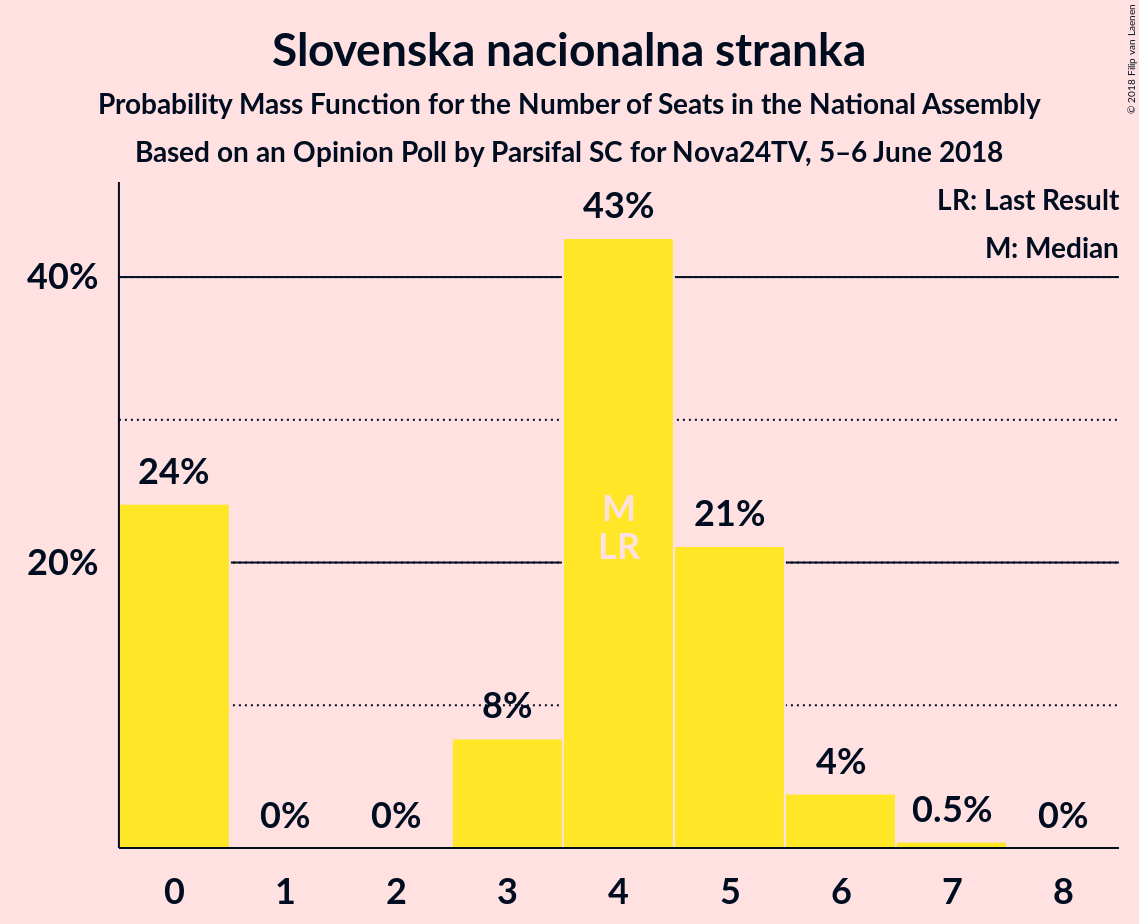 Slovenska nacionalna stranka
Probability Mass Function for the Number of Seats in the National Assembly
Based on an Opinion Poll by Parsifal SC for Nova24TV, 5–6 June 2018
© 2018 Filip van Laenen
LR: Last Result
M: Median
43%
40%
24%
M
LR
21%
20%
8%
4%
0%
0%
0.5%
0%
0 1 2 3 4 5 6 7 8